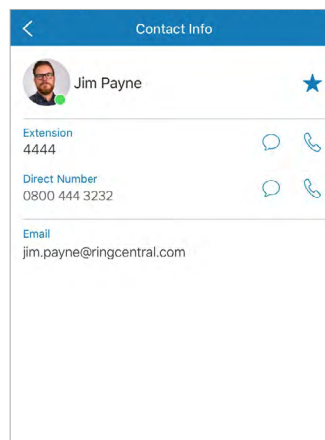 Contact Info
Jim Payne
Extension
4444
Direct Number
0800 444 3232
Email
jim.payne@ringcentral.com